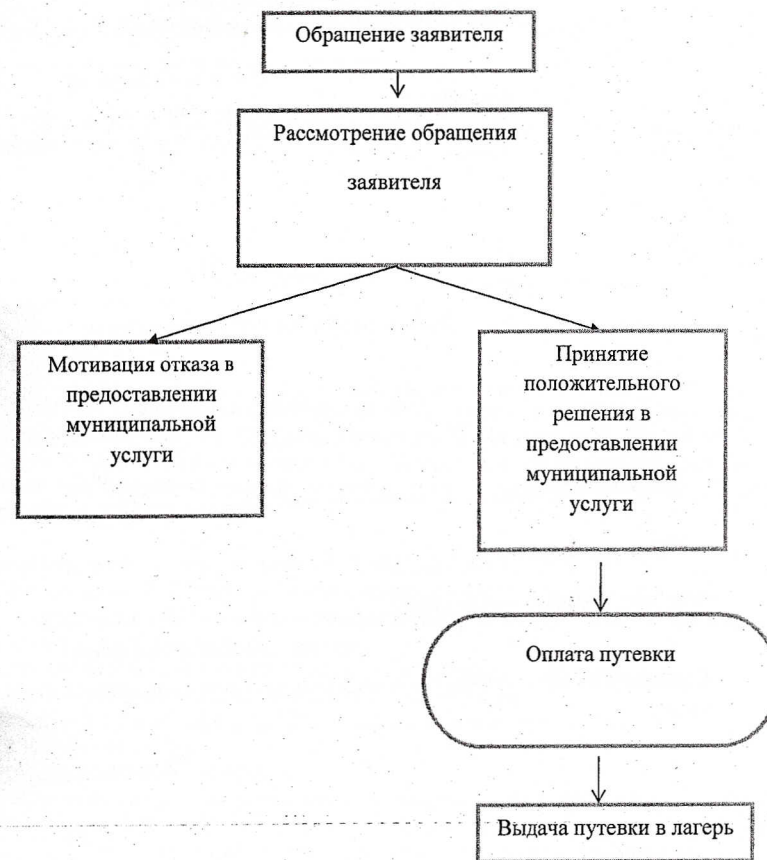 Обращение заявителя
Рассмотрение обращения
заявителя
Мотивация отказа в
предоставлении
муниципальной
услуги
Принятие
положительного
решения в
предоставлении
муниципальной
услуги
Оплата путевки
Выдача путевки в лагерь